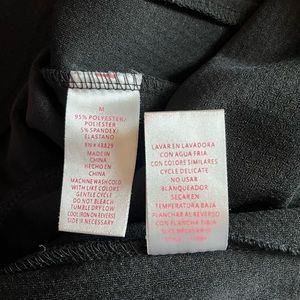 M
95% POLYESTER/
POLIESTER
5% SPANDEX/
ELASTANO
RN# 48829
MADE IN
CHINA
HECHO EN
CHINA
MACHINE WASH COLD
WITH LIKE COLORS
GENTLE CYCLE
DO NOT BLEACH
TUMBLE DRY LOW
COOL IRON ON REVERSE
SIDE IF NECESSARY
LAVAR EN LAVADORA
CON AGUA FRIA
CON COLORES SIMILARES
CYCLE DELICATE
NO USAR
BLANQUEADOR
SECAR EN
TEMPERATURA BAJA
PLANCHAR AL REVERSO
CON PLANCHA TIBIA
SI ES NECESARIO